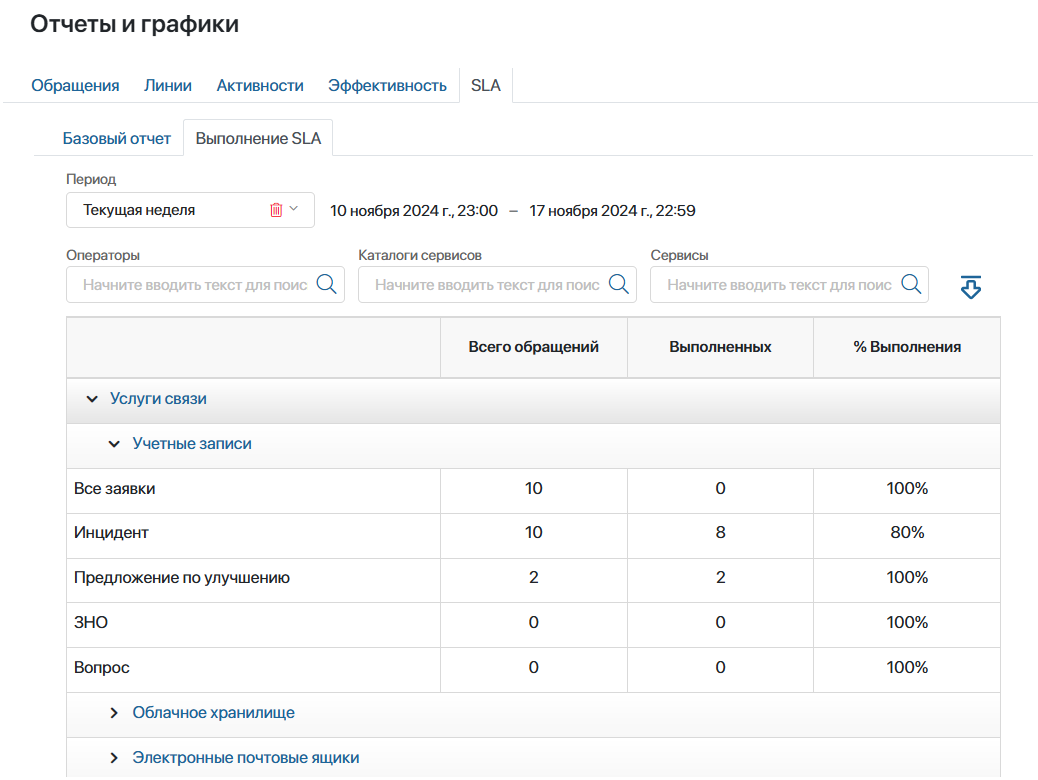 Отчеты и графики
Обращения Линии Активности Эффективность SLA
Базовый отчет Выполнение SLA
Период
Текущая неделя 10 ноября 2024 г., 23:00 – 17 ноября 2024 г., 22:59
Операторы Каталоги сервисов Сервисы
Начните вводить текст для поис Начните вводить текст для поис Начните вводить текст для поис
Всего обращений Выполненных % Выполнения
Услуги связи
Учетные записи
Все заявки 10 0 100%
Инцидент 10 8 80%
Предложение по улучшению 2 2 100%
ЗНО 0 0 100%
Вопрос 0 0 100%
Облачное хранилище
Электронные почтовые ящики